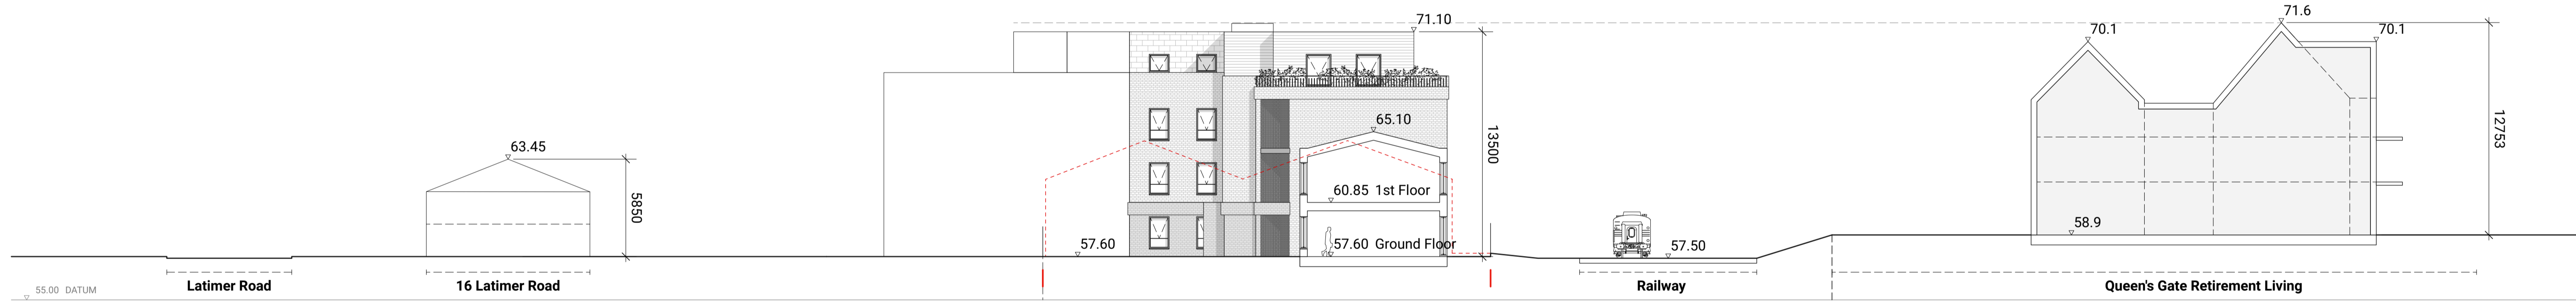 71.10
71.6
70.1
70.1
65.10
63.45
13500
12753
60.85 1st Floor
5850
58.9
57.60
57.60 Ground Floor
57.50
Latimer Road
16 Latimer Road
Railway
Queen's Gate Retirement Living
55.00 DATUM